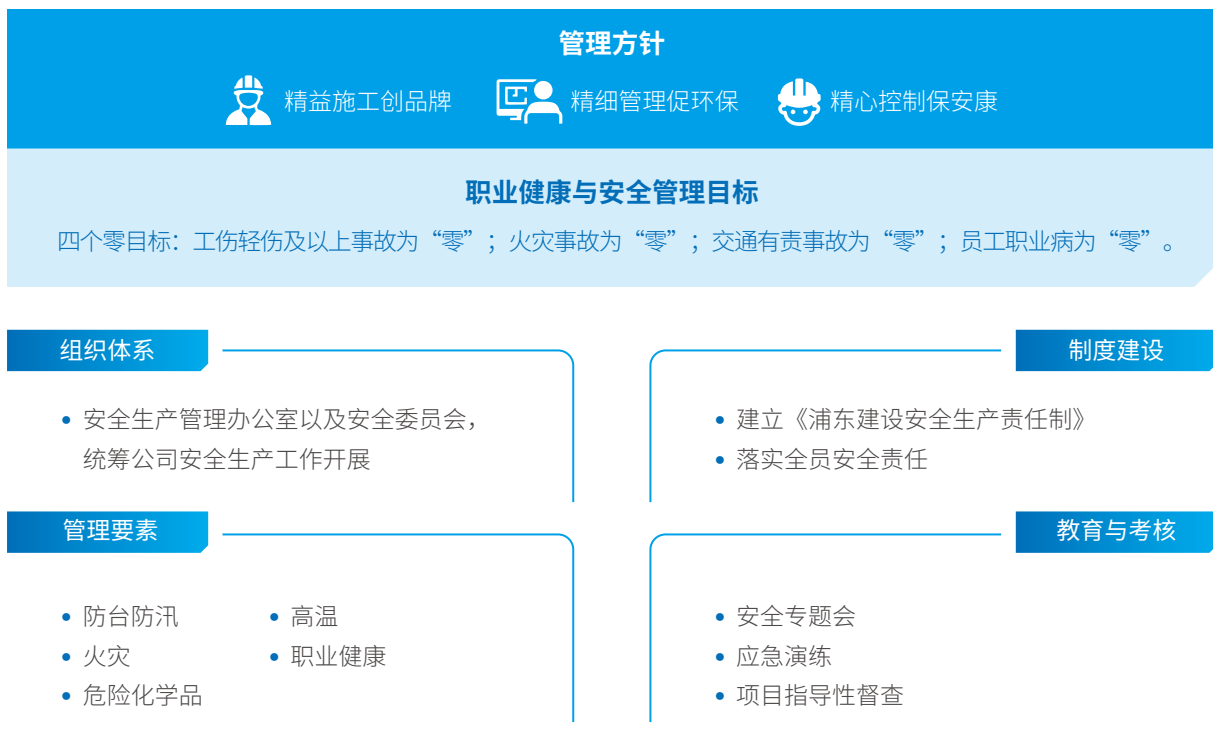 管理方针
精益施工创品牌
精细管理促环保
精心控制保安康
职业健康与安全管理目标
四个零目标：工伤轻伤及以上事故为“零”；火灾事故为“零”；交通有责事故为“零”；员工职业病为“零”。
组织体系
• 安全生产管理办公室以及安全委员会，
统筹公司安全生产工作开展
制度建设
• 建立《浦东建设安全生产责任制》
• 落实全员安全责任
管理要素
• 防台防汛
• 火灾
• 危险化学品
• 高温
• 职业健康
教育与考核
• 安全专题会
• 应急演练
• 项目指导性督查